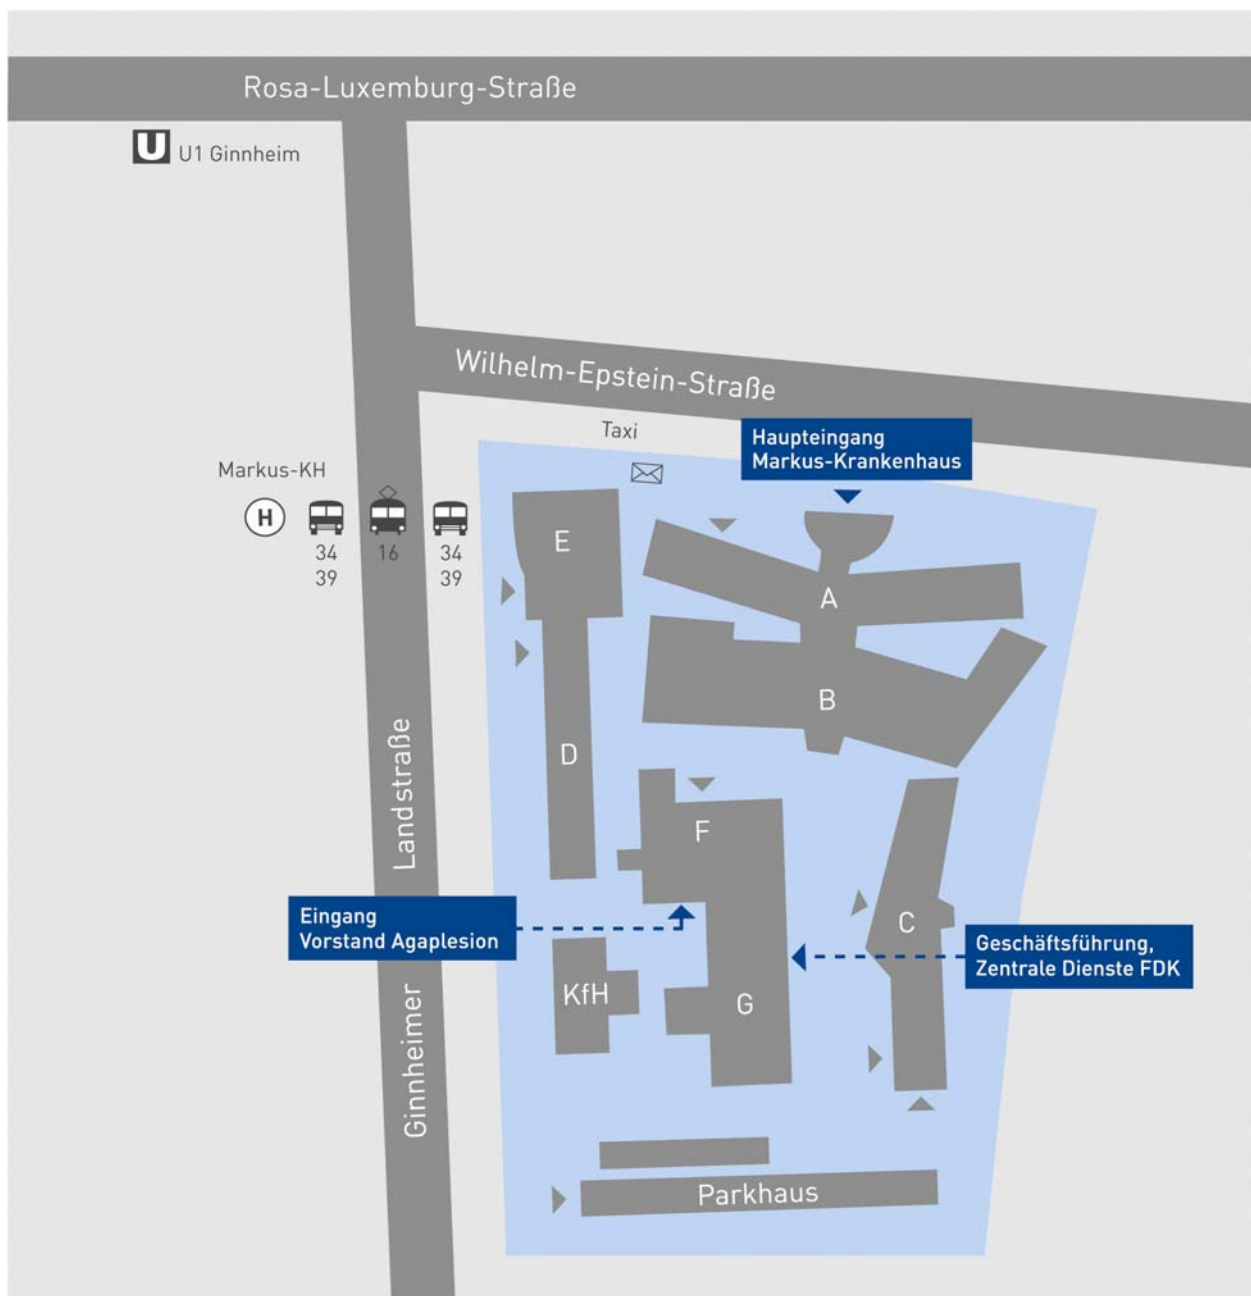 Rosa-Luxemburg-Straße
U
U1 Ginnheim
Wilhelm-Epstein-Straße
Taxi
Haupteingang
Markus-Krankenhaus
Markus-KH
H
34
39
16
34
39
E
A
B
D
F
C
Ginnheimer Landstraße
Eingang
Vorstand Agaplesion
Geschäftsführung,
Zentrale Dienste FDK
KfH
G
Parkhaus